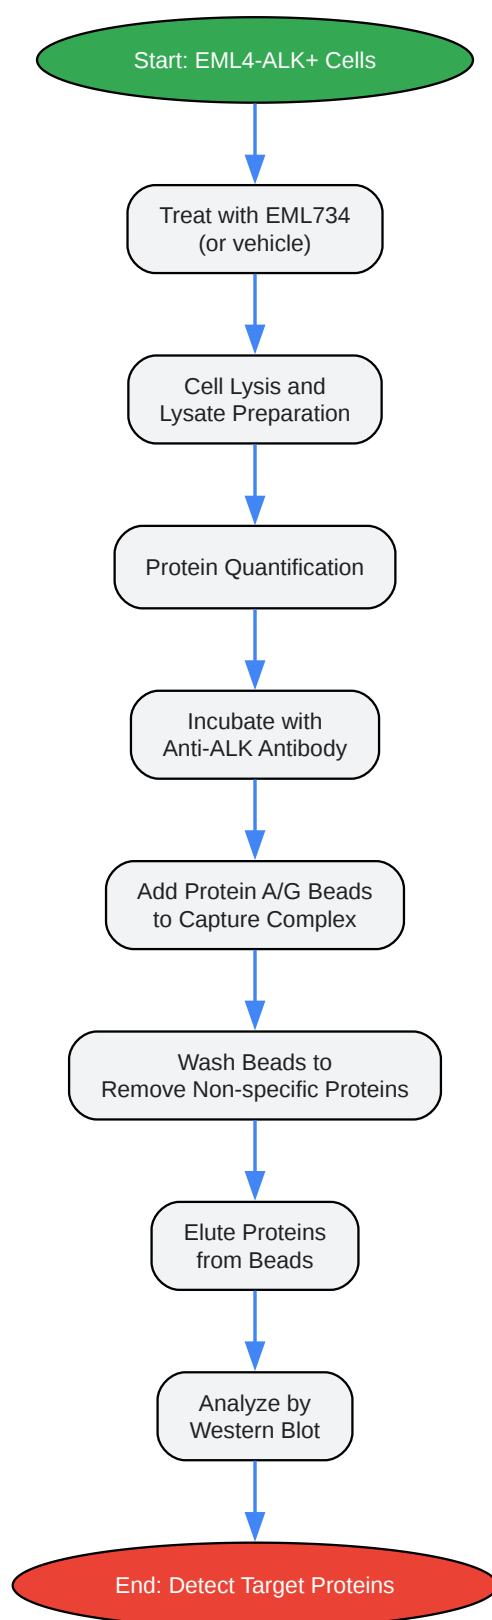 Start: EML4-ALK+ Cells
Treat with EML734
(or vehicle)
Cell Lysis and
Lysate Preparation
Protein Quantification
Incubate with
Anti-ALK Antibody
Add Protein A/G Beads
to Capture Complex
Wash Beads to
Remove Non-specific Proteins
Elute Proteins
from Beads
Analyze by
Western Blot
End: Detect Target Proteins